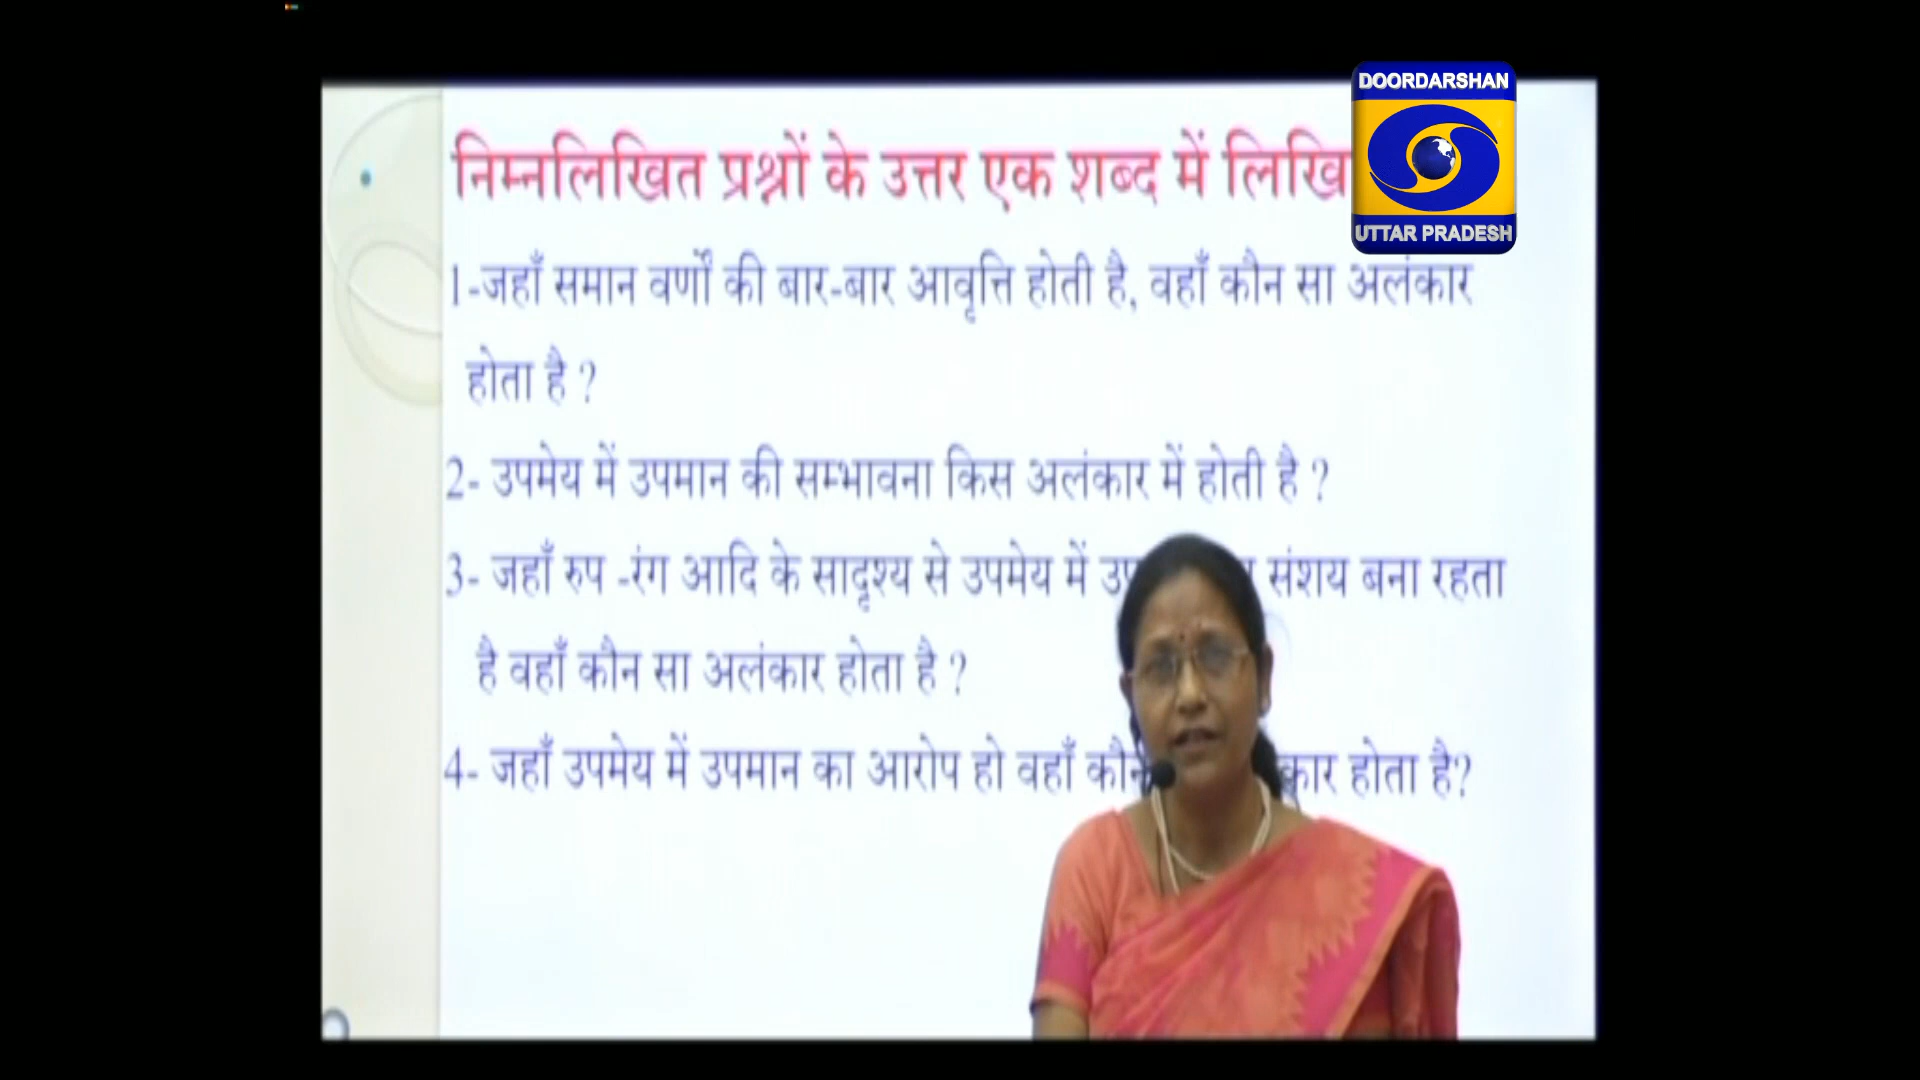 DOORDARSHAN
UTTAR PRADESH
निम्नलिखित प्रश्नों के उत्तर एक शब्द में
1-जहाँ समान वर्णों की बार-बार आवृत्ति होती है, वहाँ कौन सा अलंकार
होता है ?
2- उपमेय में उपमान की सम्भावना किस अलंकार में होती है ?
3- जहाँ रुप -रंग आदि के सादृश्य से उपमेय में संशय बना रहता
है वहाँ कौन सा अलंकार होता है ?
4- जहाँ उपमेय में उपमान का आरोप हो वहाँ कौन होता है?